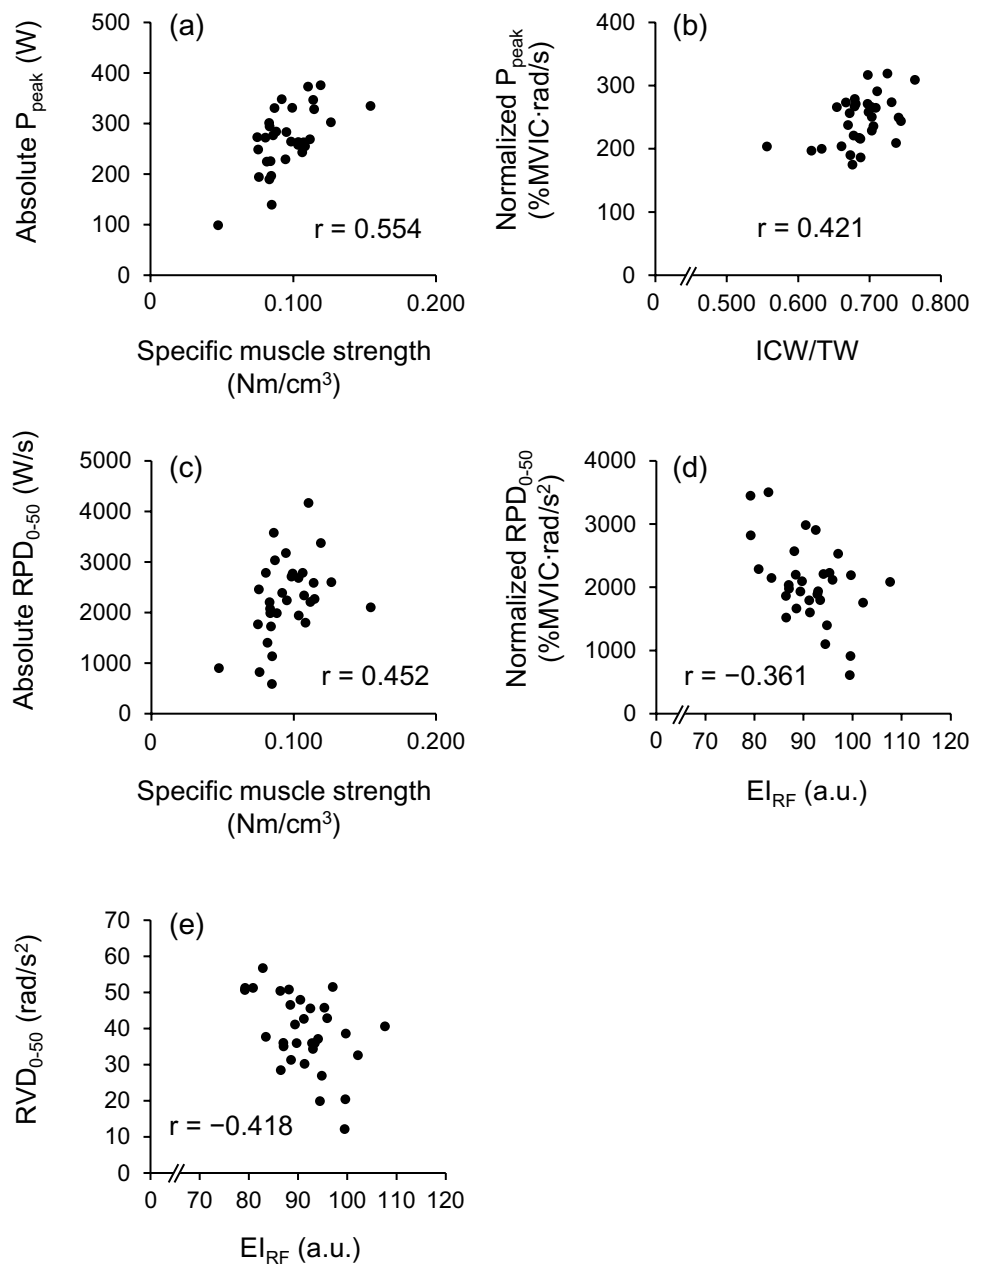 (a)
Absolute P_peak (W)
500
400
300
200
100
0
0
0.100
0.200
r = 0.554
Specific muscle strength
(Nm/cm³)
(b)
Normalized P_peak
(%MVIC·rad/s)
400
300
200
100
0
0
0.500
0.600
0.700
0.800
r = 0.421
ICW/TW
(c)
Absolute RPD_0-50 (W/s)
5000
4000
3000
2000
1000
0
0
0.100
0.200
r = 0.452
Specific muscle strength
(Nm/cm³)
(d)
Normalized RPD_0-50
(%MVIC·rad/s²)
4000
3000
2000
1000
0
0
70
80
90
100
110
120
r = −0.361
EI_RF (a.u.)
(e)
RVD_0-50 (rad/s²)
70
60
50
40
30
20
10
0
0
70
80
90
100
110
120
r = −0.418
EI_RF (a.u.)